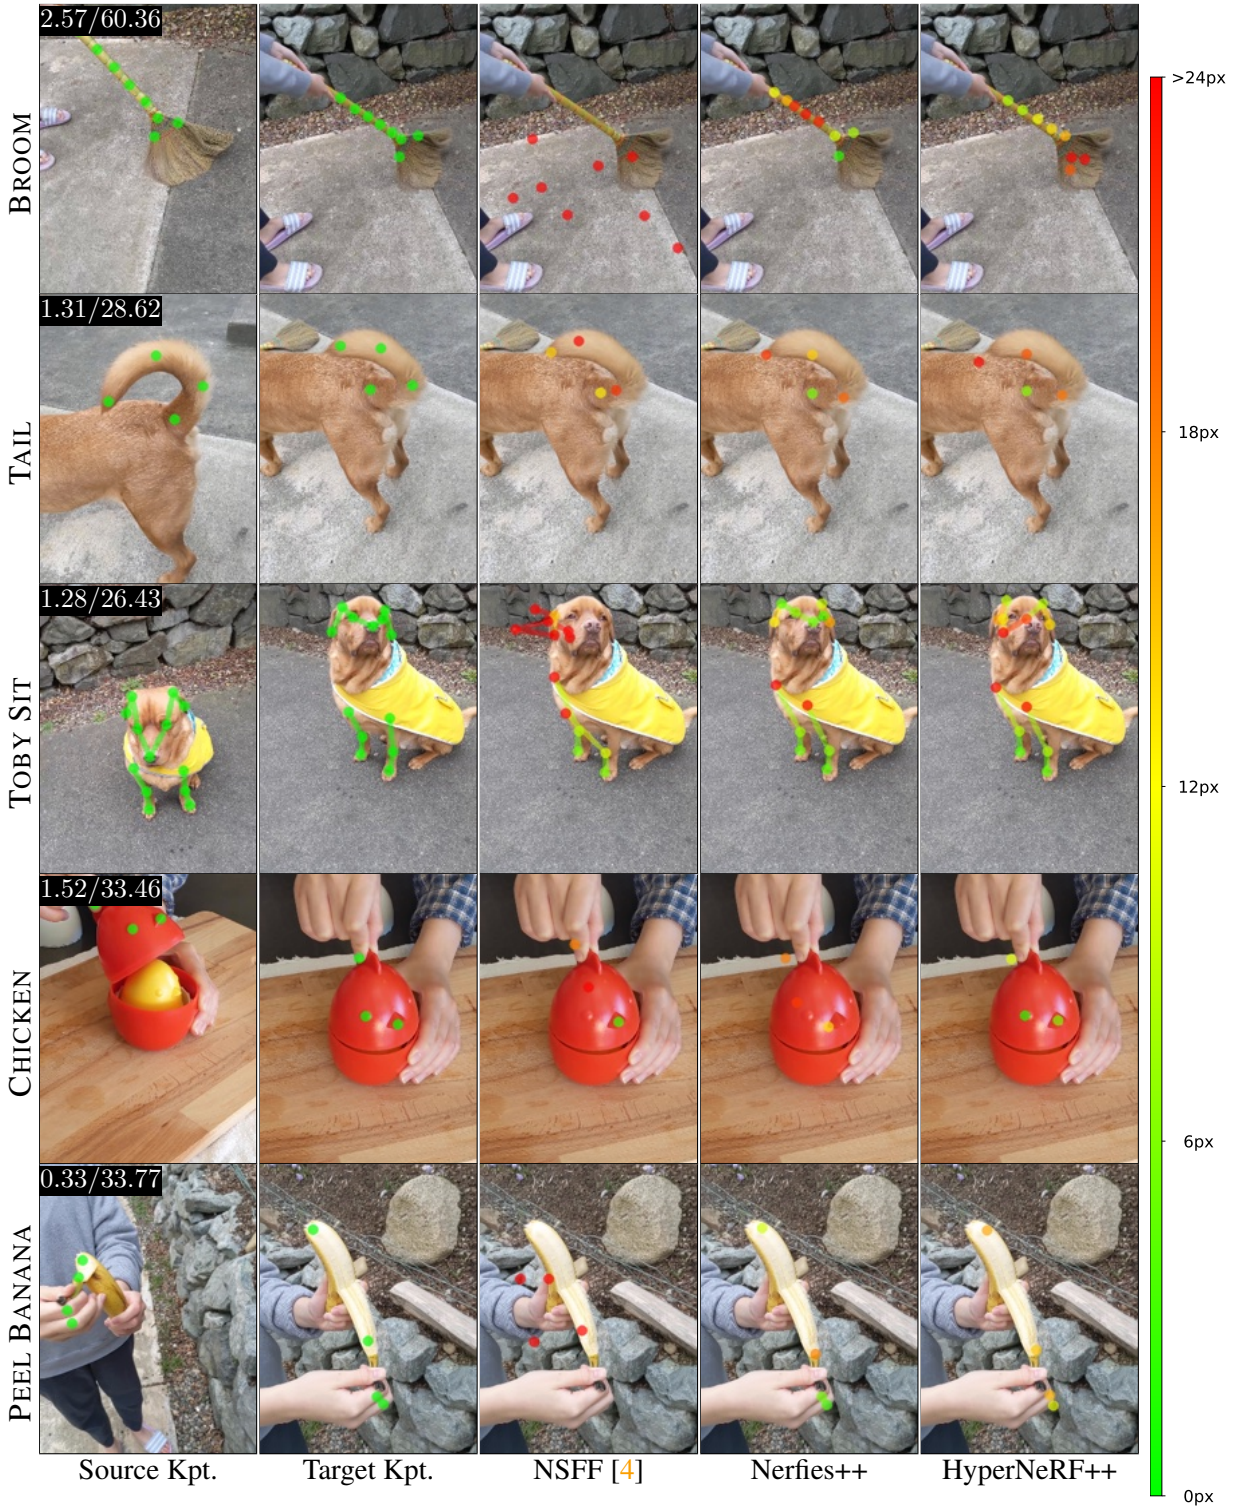 2.57/60.36
BROOM
1.31/28.62
TAIL
1.28/26.43
TOBY SIT
1.52/33.46
CHICKEN
0.33/33.77
PEEL BANANA
Source Kpt.
Target Kpt.
NSFF [4]
Nerfies++
HyperNeRF++
>24px
18px
12px
6px
0px